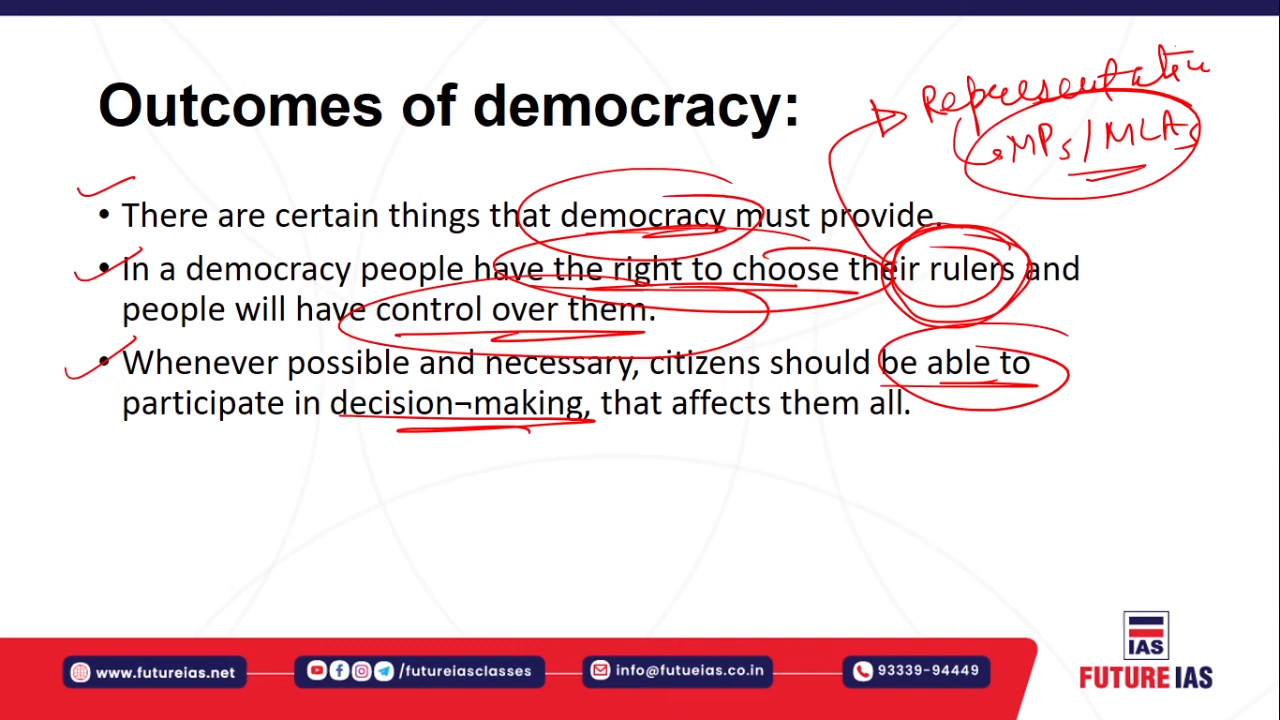 Outcomes of democracy:
Representative
MPs / MLAs
• There are certain things that democracy must provide.
• In a democracy people have the right to choose their rulers and
people will have control over them.
• Whenever possible and necessary, citizens should be able to
participate in decision¬making, that affects them all.
IAS
www.futureias.net
/futureiasclasses
info@futueias.co.in
93339-94449
FUTURE IAS